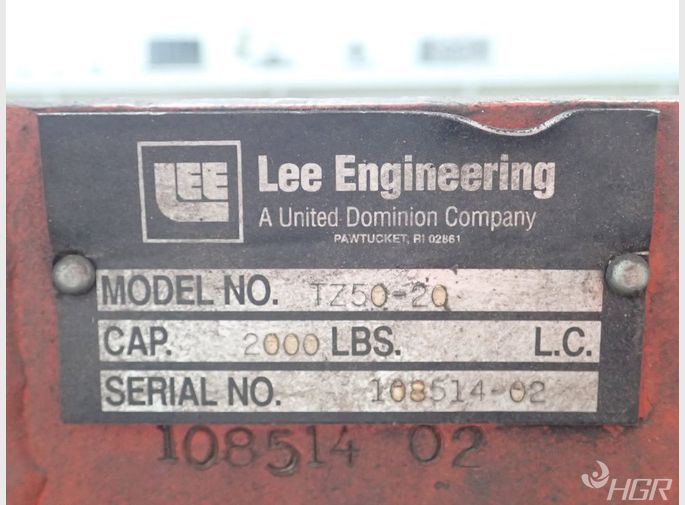 LEE
Lee Engineering
A United Dominion Company
PAWTUCKET, RI 02861
MODEL NO. TZ50-20
CAP. 2000 LBS. L.C.
SERIAL NO. 108514-02
108514 02
HGR